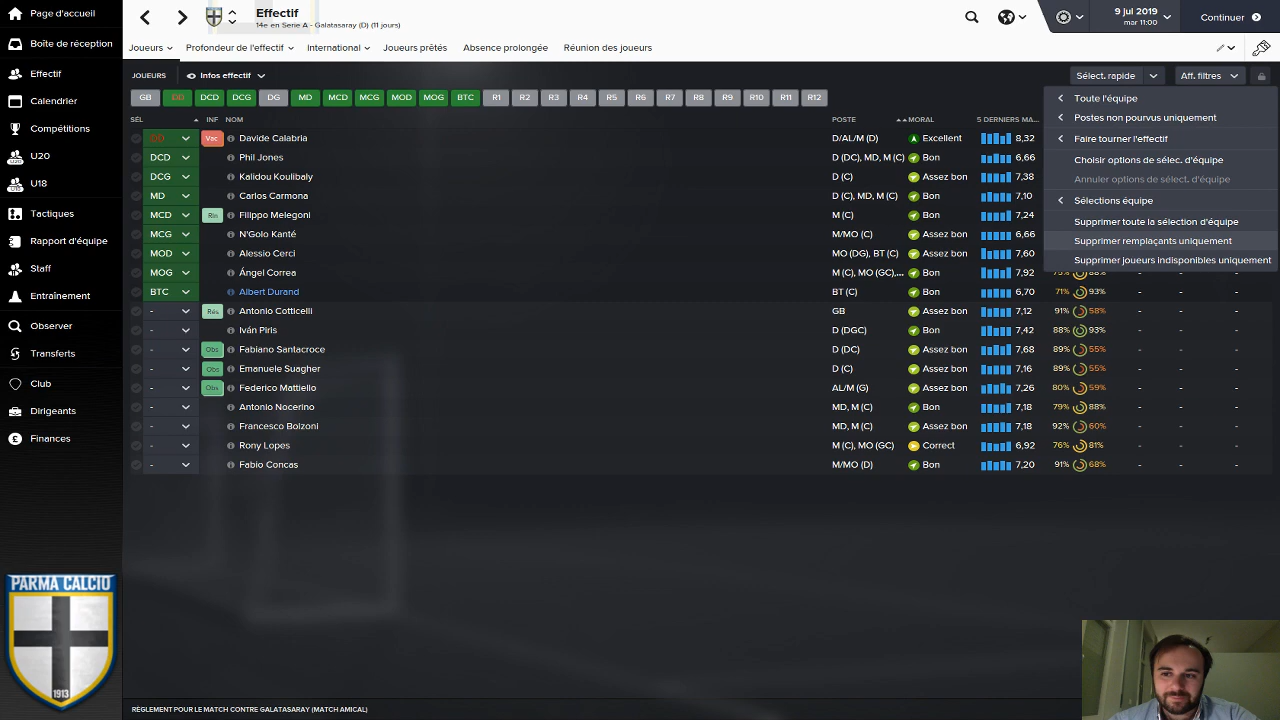 Page d'accueil
Boîte de réception
Effectif
Calendrier
Compétitions
U20
U20
U18
U18
Tactiques
Rapport d'équipe
Staff
Entraînement
Observer
Transferts
Club
Dirigeants
Finances
PARMA CALCIO
1913
Effectif
14e en Serie A - Galatasaray (D) (11 jours)
9 jul 2019
mar 11:00
Continuer
Joueurs Profondeur de l'effectif International Joueurs prêtés Absence prolongée Réunion des joueurs
JOUEURS Infos effectif Sélect. rapide Aff. filtres
GB DD DCD DCG DG MD MCD MCG MOD MOG BTC R1 R2 R3 R4 R5 R6 R7 R8 R9 R10 R11 R12
SÉL INF NOM POSTE MORAL 5 DERNIERS MA...
DD Vac Davide Calabria D/AL/M (D) Excellent 8,32
DCD Phil Jones D (DC), MD, M (C) Bon 6,66
DCG Kalidou Koulibaly D (C) Assez bon 7,38
MD Carlos Carmona D (C), MD, M (C) Bon 7,10
MCD Rin Filippo Melegoni M (C) Bon 7,24
MCG N'Golo Kanté M/MO (C) Assez bon 6,66
MOD Alessio Cerci MO (DG), BT (C) Assez bon 7,60
MOG Ángel Correa M (C), MO (GC),... Bon 7,92 75% 88%
BTC Albert Durand BT (C) Bon 6,70 71% 93%
- Rés Antonio Cotticelli GB Assez bon 7,12 91% 58% - - -
- Iván Piris D (DGC) Bon 7,42 88% 93% - - -
- Obs Fabiano Santacroce D (DC) Assez bon 7,68 89% 55% - - -
- Obs Emanuele Suagher D (C) Assez bon 7,16 89% 55% - - -
- Obs Federico Mattiello AL/M (G) Assez bon 7,26 80% 59% - - -
- Antonio Nocerino MD, M (C) Bon 7,18 79% 88% - - -
- Francesco Bolzoni MD, M (C) Assez bon 7,18 92% 60% - - -
- Rony Lopes M (C), MO (GC) Correct 6,92 76% 81% - - -
- Fabio Concas M/MO (D) Bon 7,20 91% 68% - - -
Toute l'équipe
Postes non pourvus uniquement
Faire tourner l'effectif
Choisir options de sélec. d'équipe
Annuler options de sélect. d'équipe
Sélections équipe
Supprimer toute la sélection d'équipe
Supprimer remplaçants uniquement
Supprimer joueurs indisponibles uniquement
RÈGLEMENT POUR LE MATCH CONTRE GALATASARAY (MATCH AMICAL)